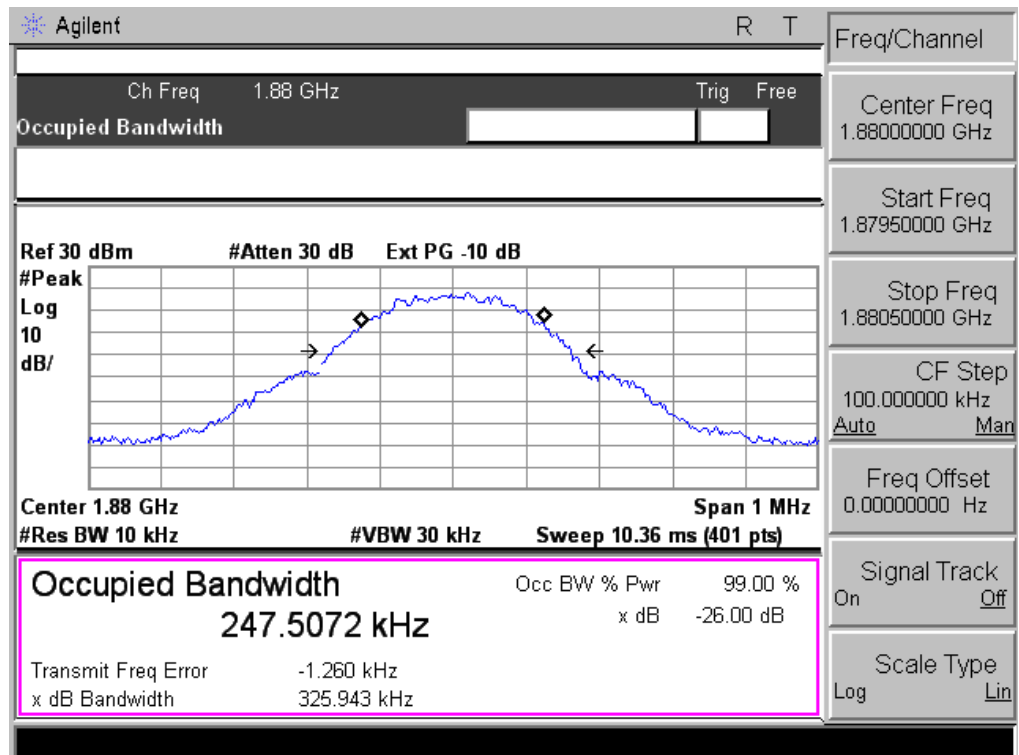 Agilent R T
Ch Freq 1.88 GHz Trig Free
Occupied Bandwidth
Ref 30 dBm #Atten 30 dB Ext PG -10 dB
#Peak
Log
10
dB/
Center 1.88 GHz Span 1 MHz
#Res BW 10 kHz #VBW 30 kHz Sweep 10.36 ms (401 pts)
Occupied Bandwidth Occ BW % Pwr 99.00 %
247.5072 kHz x dB -26.00 dB
Transmit Freq Error -1.260 kHz
x dB Bandwidth 325.943 kHz
Freq/Channel
Center Freq
1.88000000 GHz
Start Freq
1.87950000 GHz
Stop Freq
1.88050000 GHz
CF Step
100.000000 kHz
Auto Man
Freq Offset
0.00000000 Hz
Signal Track
On Off
Scale Type
Log Lin